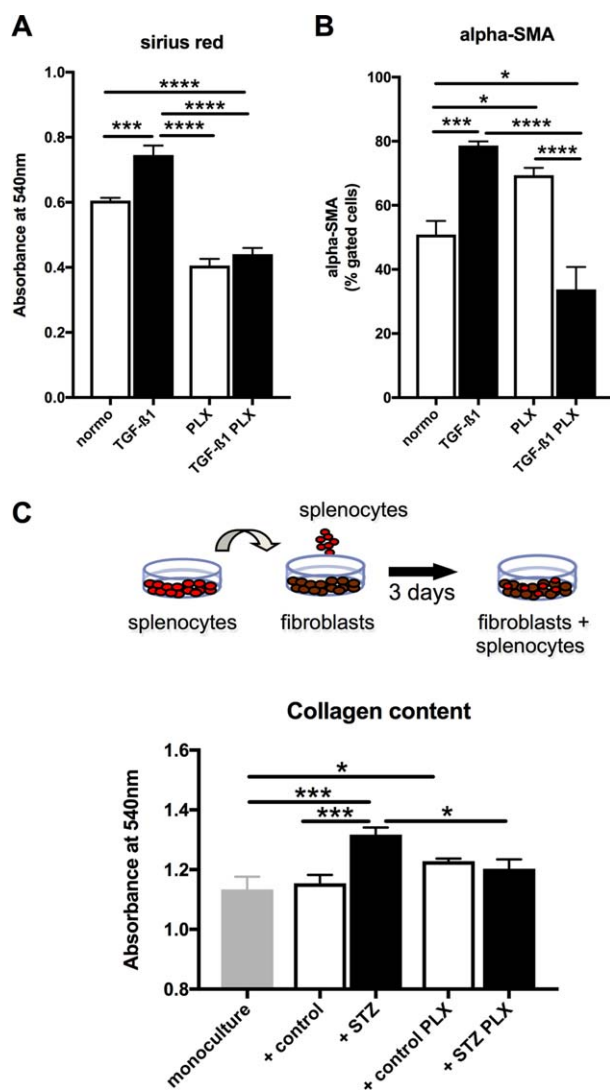 A
sirius red
Absorbance at 540nm
1.0
0.8
0.6
0.4
0.2
0.0
****
****
*** ****
normo
TGF-ß1
PLX
TGF-ß1 PLX
B
alpha-SMA
alpha-SMA
(% gated cells)
100
80
60
40
20
0
*
*
*** ****
****
normo
TGF-ß1
PLX
TGF-ß1 PLX
C
splenocytes
splenocytes
fibroblasts
3 days
fibroblasts +
splenocytes
Collagen content
Absorbance at 540nm
1.6
1.4
1.2
1.0
0.8
*
***
*** *
monoculture
+ control
+ STZ
+ control PLX
+ STZ PLX